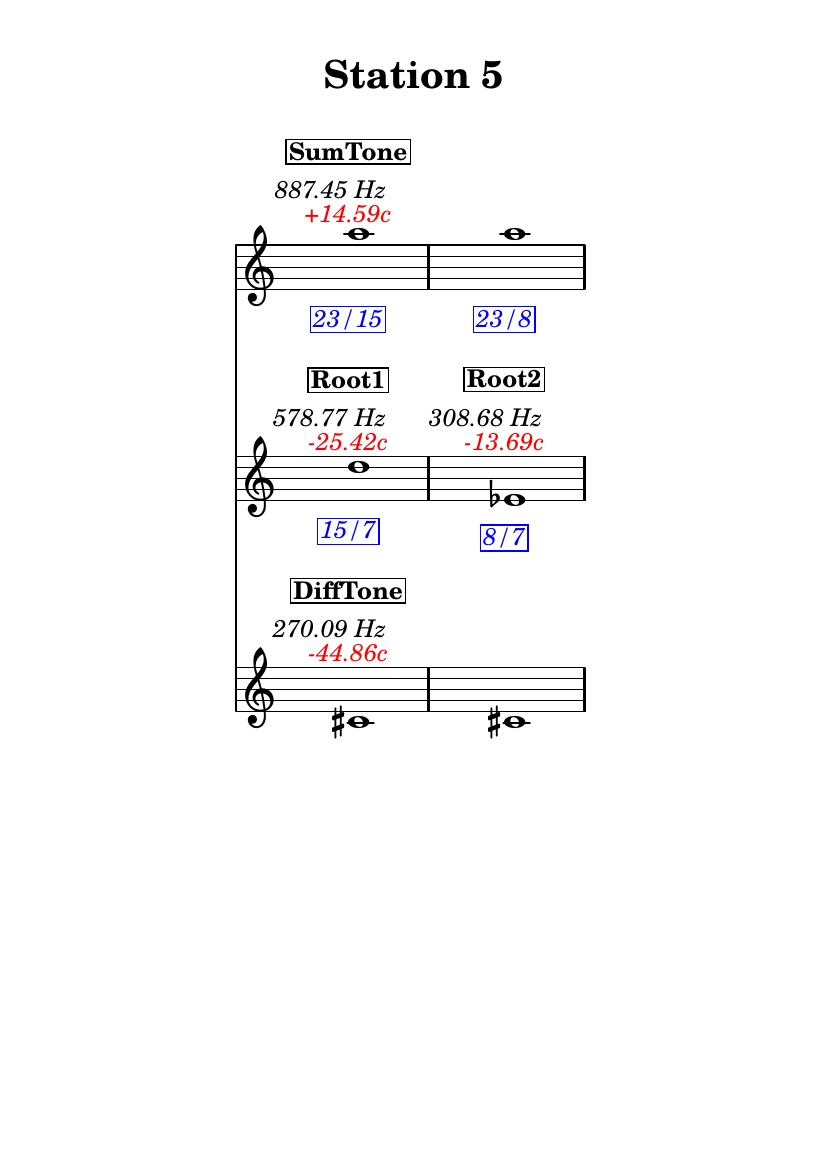 Station 5
SumTone
887.45 Hz
+14.59c
23/15 23/8
Root1 Root2
578.77 Hz 308.68 Hz
-25.42c -13.69c
15/7 8/7
DiffTone
270.09 Hz
-44.86c